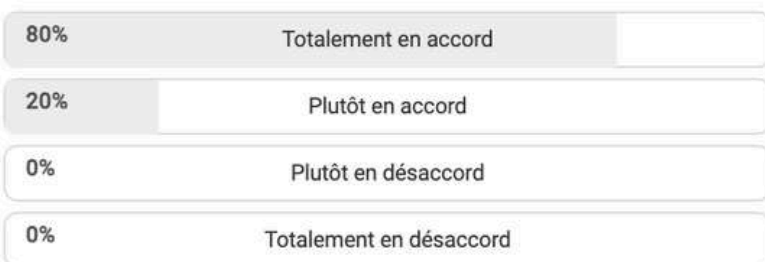 80% Totalement en accord
20% Plutôt en accord
0% Plutôt en désaccord
0% Totalement en désaccord